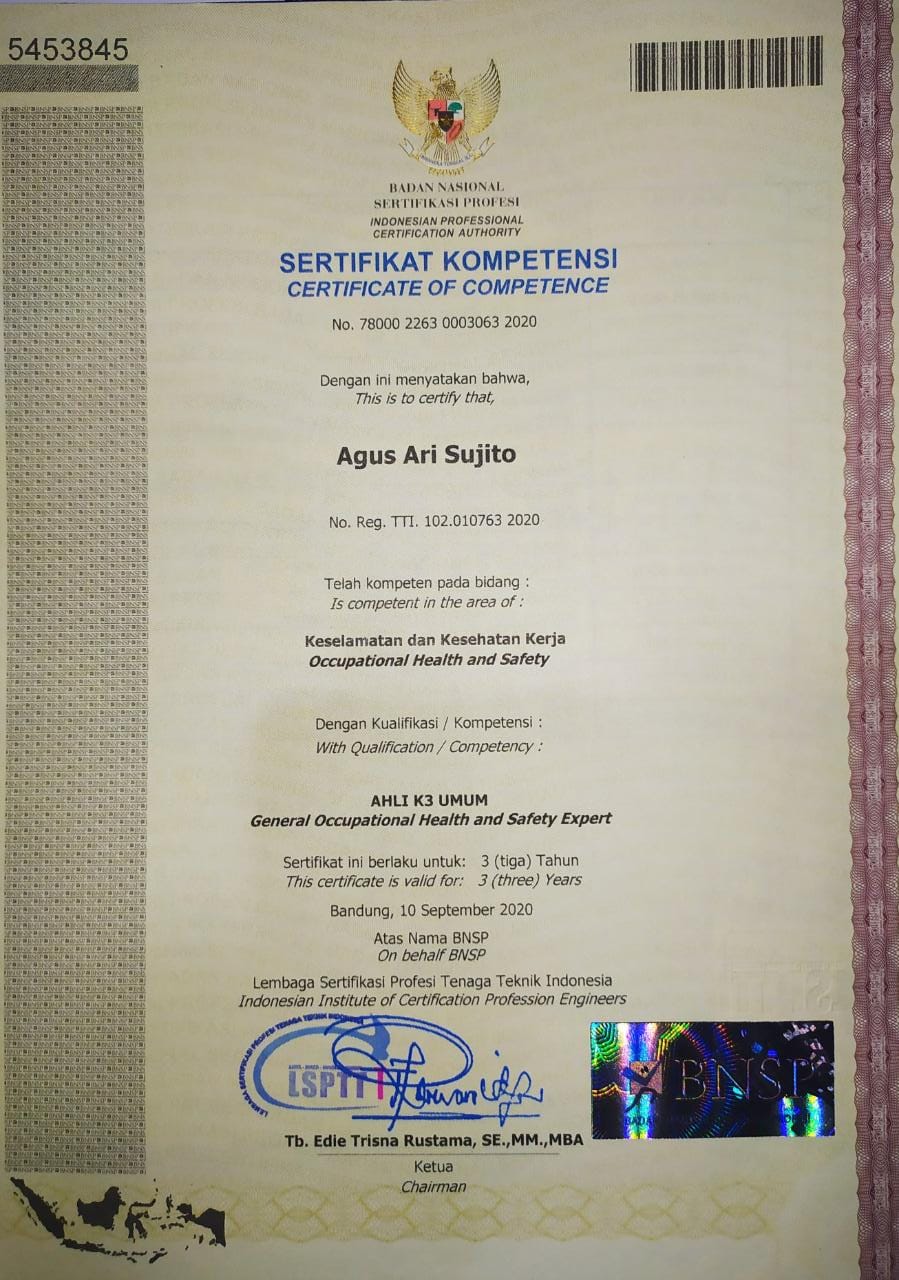 5453845
BADAN NASIONAL
SERTIFIKASI PROFESI
INDONESIAN PROFESSIONAL
CERTIFICATION AUTHORITY
SERTIFIKAT KOMPETENSI
CERTIFICATE OF COMPETENCE
No. 78000 2263 0003063 2020
Dengan ini menyatakan bahwa,
This is to certify that,
Agus Ari Sujito
No. Reg. TTI. 102.010763 2020
Telah kompeten pada bidang :
Is competent in the area of :
Keselamatan dan Kesehatan Kerja
Occupational Health and Safety
Dengan Kualifikasi / Kompetensi :
With Qualification / Competency :
AHLI K3 UMUM
General Occupational Health and Safety Expert
Sertifikat ini berlaku untuk: 3 (tiga) Tahun
This certificate is valid for: 3 (three) Years
Bandung, 10 September 2020
Atas Nama BNSP
On behalf BNSP
Lembaga Sertifikasi Profesi Tenaga Teknik Indonesia
Indonesian Institute of Certification Profession Engineers
LEMBAGA SERTIFIKASI PROFESI TENAGA TEKNIK INDONESIA
LSPTTI
BNSP
Tb. Edie Trisna Rustama, SE.,MM.,MBA
Ketua
Chairman